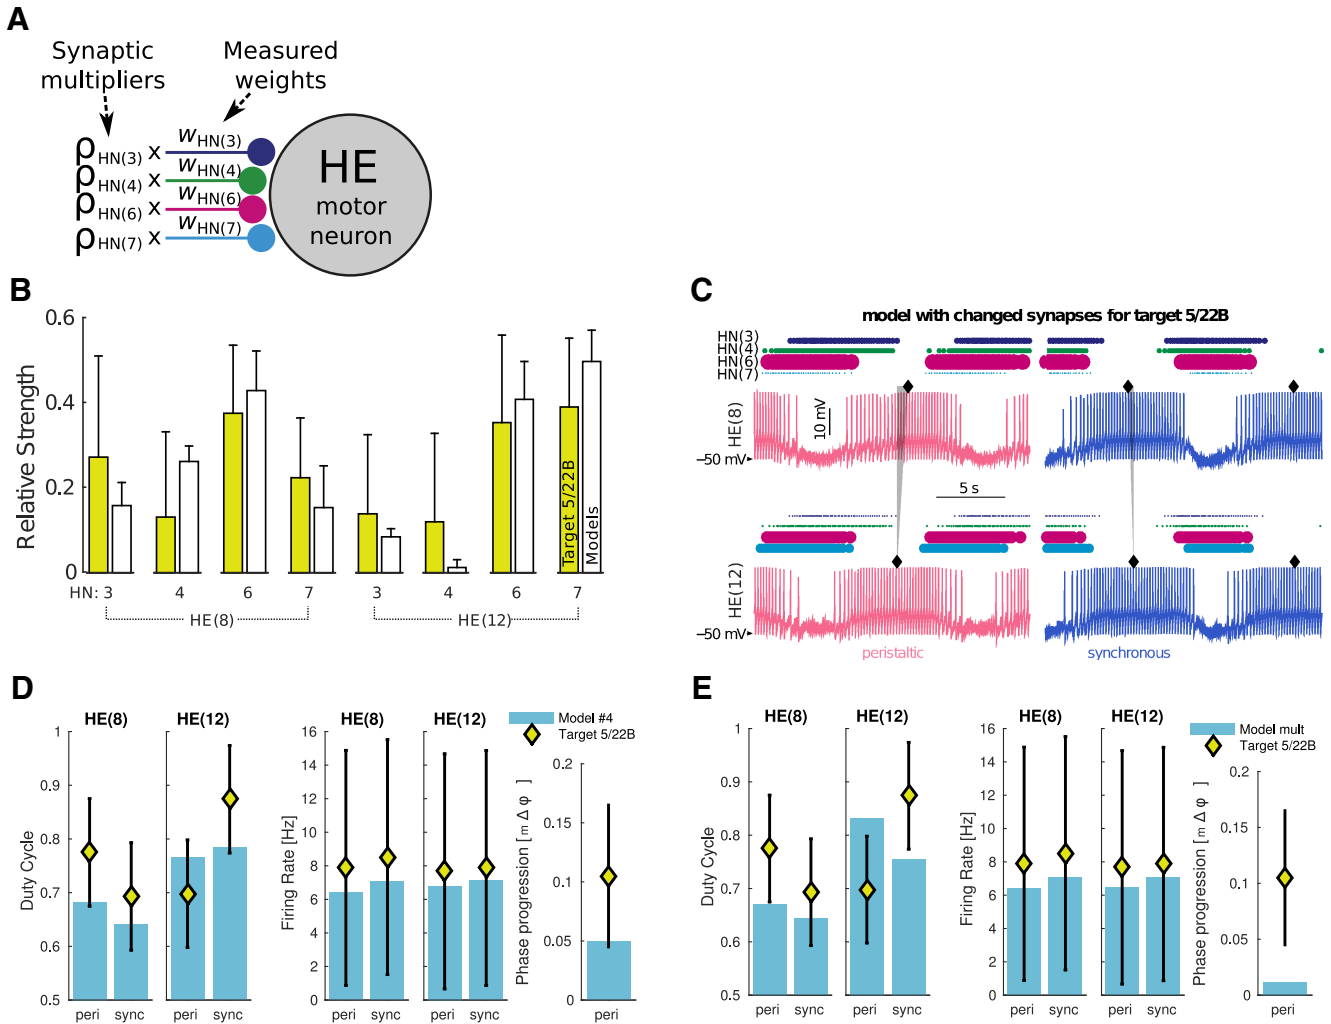 A
Synaptic
multipliers
Measured
weights
ρHN(3) x wHN(3)
ρHN(4) x wHN(4)
ρHN(6) x wHN(6)
ρHN(7) x wHN(7)
HE
motor
neuron
B
Relative Strength
0.6
0.4
0.2
0
Target 5/22B
Models
HN: 3 4 6 7 3 4 6 7
HE(8) HE(12)
C
model with changed synapses for target 5/22B
HN(3)
HN(4)
HN(6)
HN(7)
HE(8)
10 mV
−50 mV
5 s
HE(12)
−50 mV
peristaltic synchronous
D
HE(8) HE(12)
Duty Cycle
1
0.9
0.8
0.7
0.6
0.5
peri sync peri sync
HE(8) HE(12)
Firing Rate [Hz]
16
14
12
10
8
6
4
2
0
peri sync peri sync
Model #4
Target 5/22B
Phase progression [ m Δ φ ]
0.2
0.15
0.1
0.05
0
peri
E
HE(8) HE(12)
Duty Cycle
1
0.9
0.8
0.7
0.6
0.5
peri sync peri sync
HE(8) HE(12)
Firing Rate [Hz]
16
14
12
10
8
6
4
2
0
peri sync peri sync
Model mult
Target 5/22B
Phase progression [ m Δ φ ]
0.2
0.15
0.1
0.05
0
peri